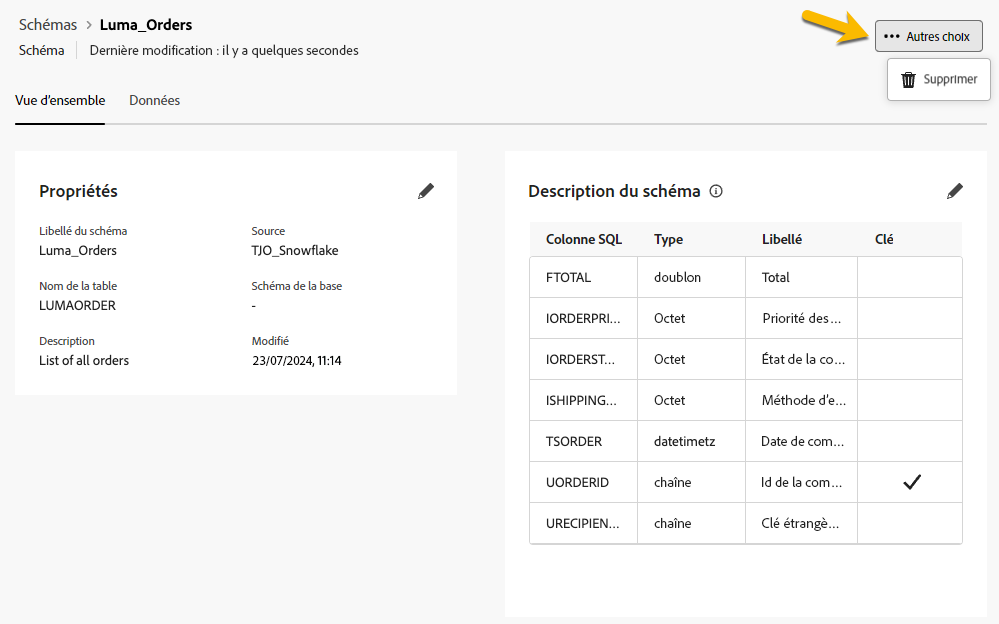 Schémas > Luma_Orders
Schéma Dernière modification : il y a quelques secondes
••• Autres choix
Supprimer
Vue d'ensemble Données
Propriétés
Libellé du schéma Source
Luma_Orders TJO_Snowflake
Nom de la table Schéma de la base
LUMAORDER -
Description Modifié
List of all orders 23/07/2024, 11:14
Description du schéma
Colonne SQL Type Libellé Clé
FTOTAL doublon Total
IORDERPRI... Octet Priorité des ...
IORDERST... Octet État de la co...
ISHIPPING... Octet Méthode d'e...
TSORDER datetimetz Date de com...
UORDERID chaîne Id de la com...
URECIPIEN... chaîne Clé étrangè...